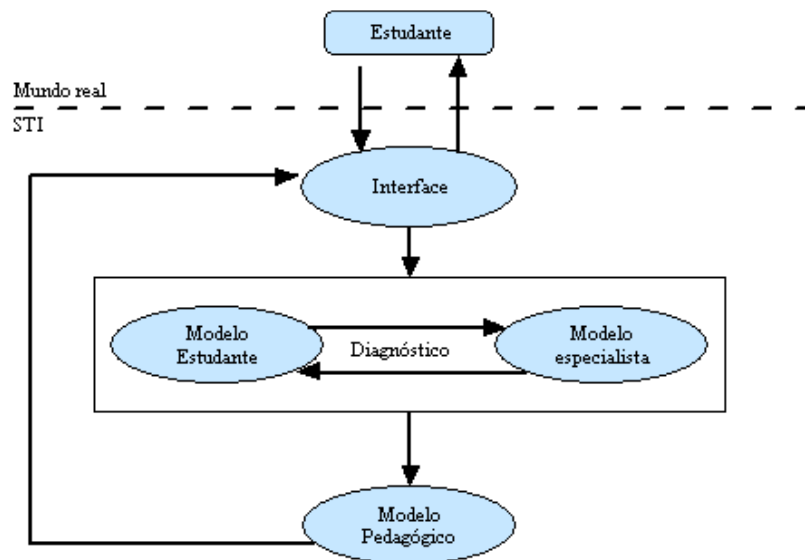 Estudante
Mundo real
STI
Interface
Modelo
Estudante
Diagnóstico
Modelo
especialista
Modelo
Pedagógico